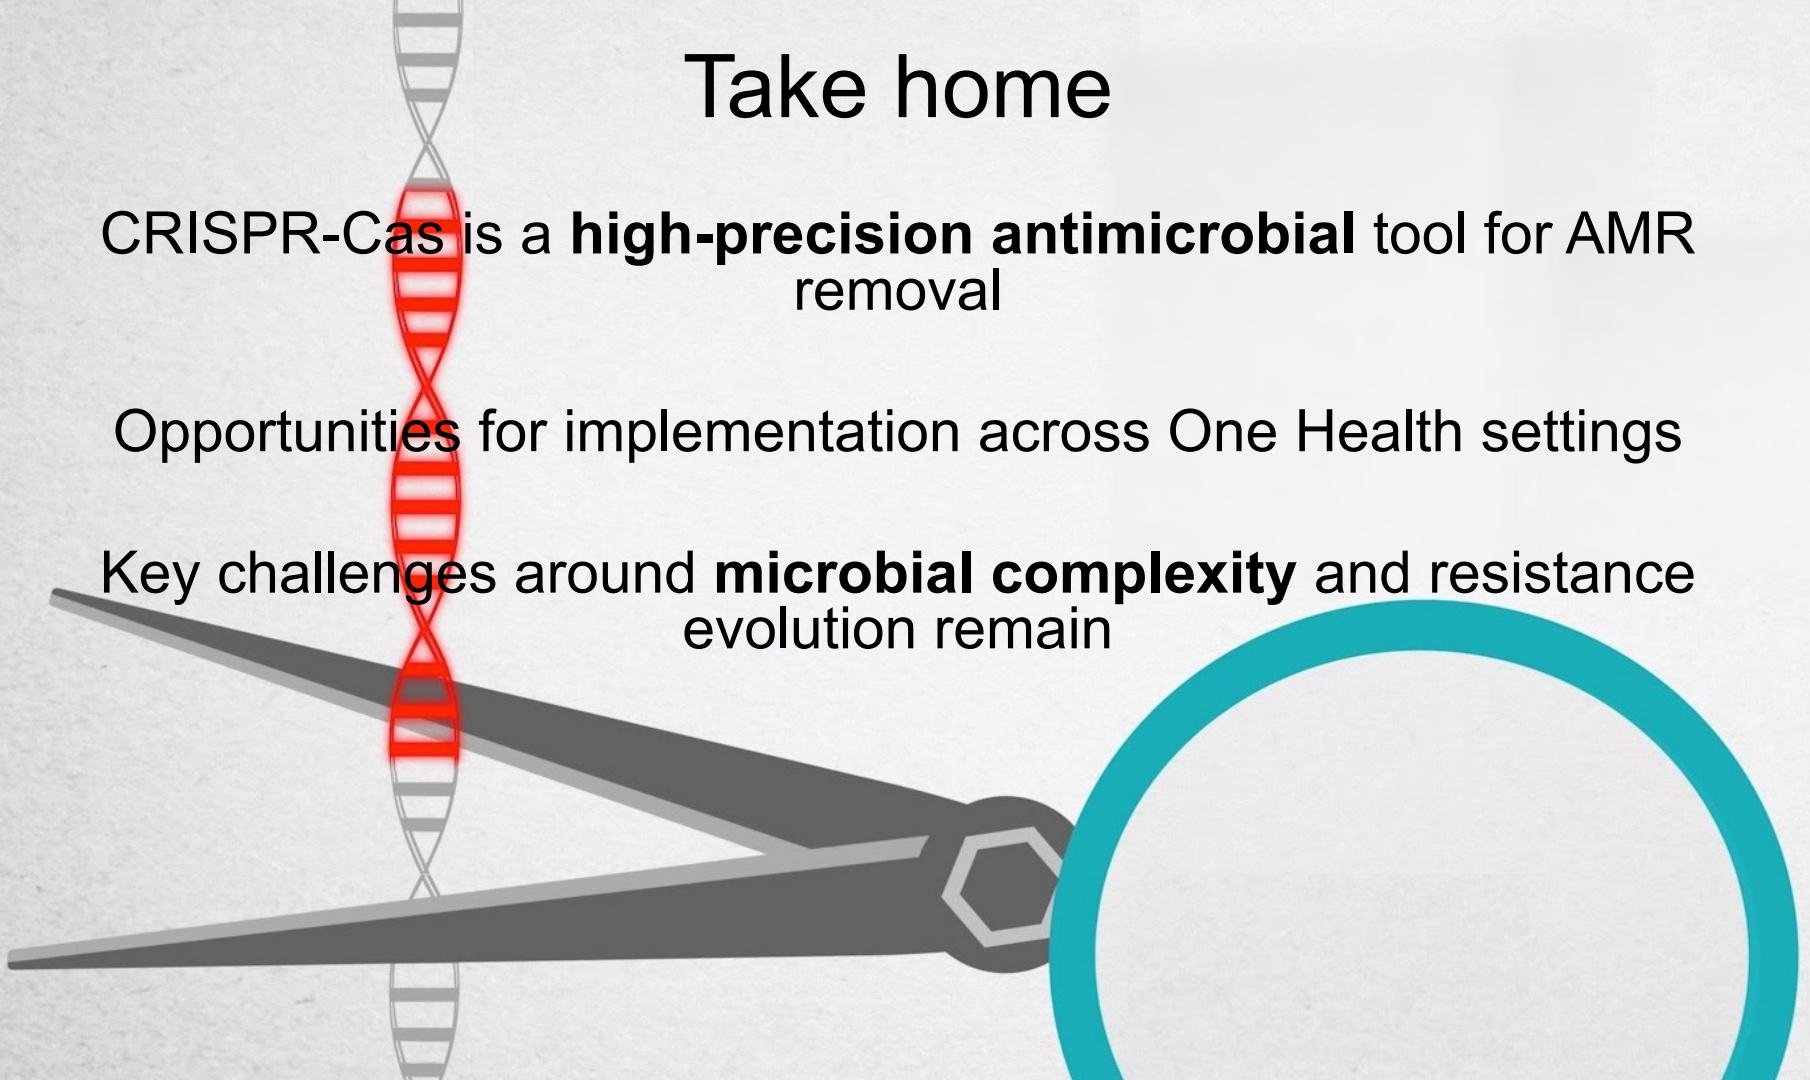 Take home
CRISPR-Cas is a high-precision antimicrobial tool for AMR
removal
Opportunities for implementation across One Health settings
Key challenges around microbial complexity and resistance
evolution remain